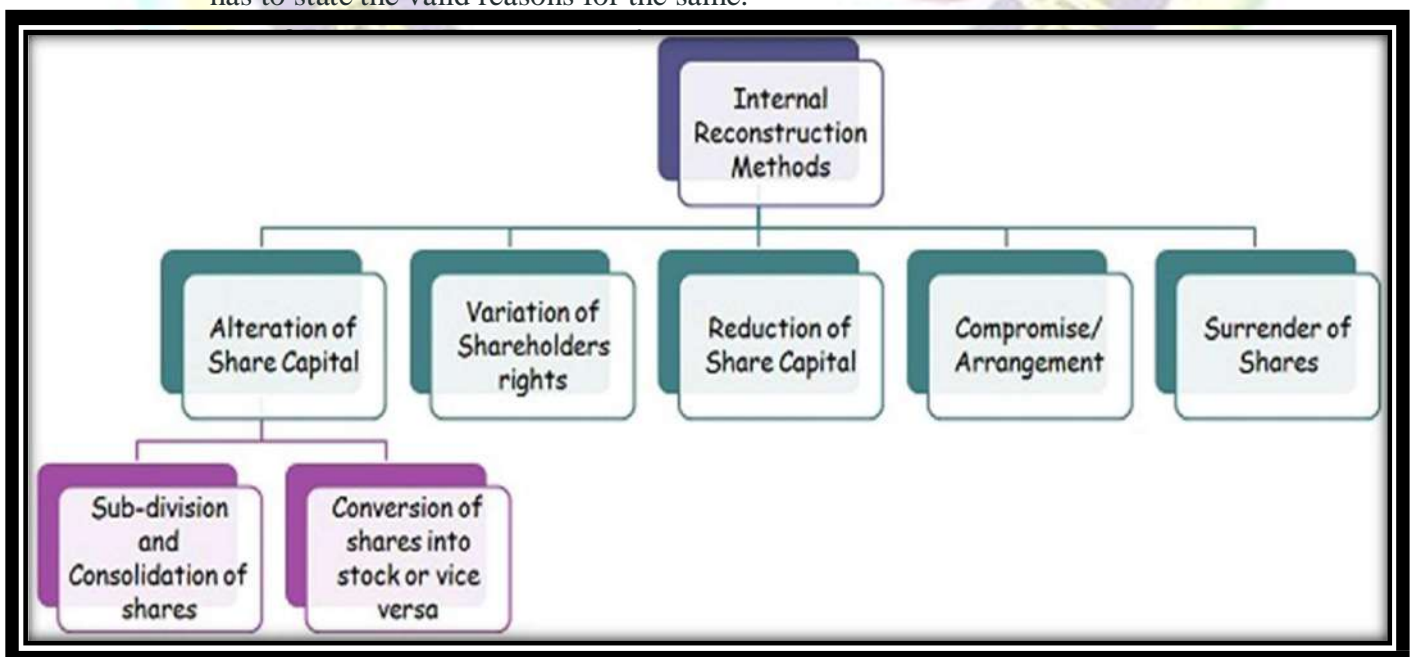 has to state the valid reasons for the same.
Internal
Reconstruction
Methods
Alteration of
Share Capital
Variation of
Shareholders
rights
Reduction of
Share Capital
Compromise/
Arrangement
Surrender of
Shares
Sub-division
and
Consolidation of
shares
Conversion of
shares into
stock or vice
versa